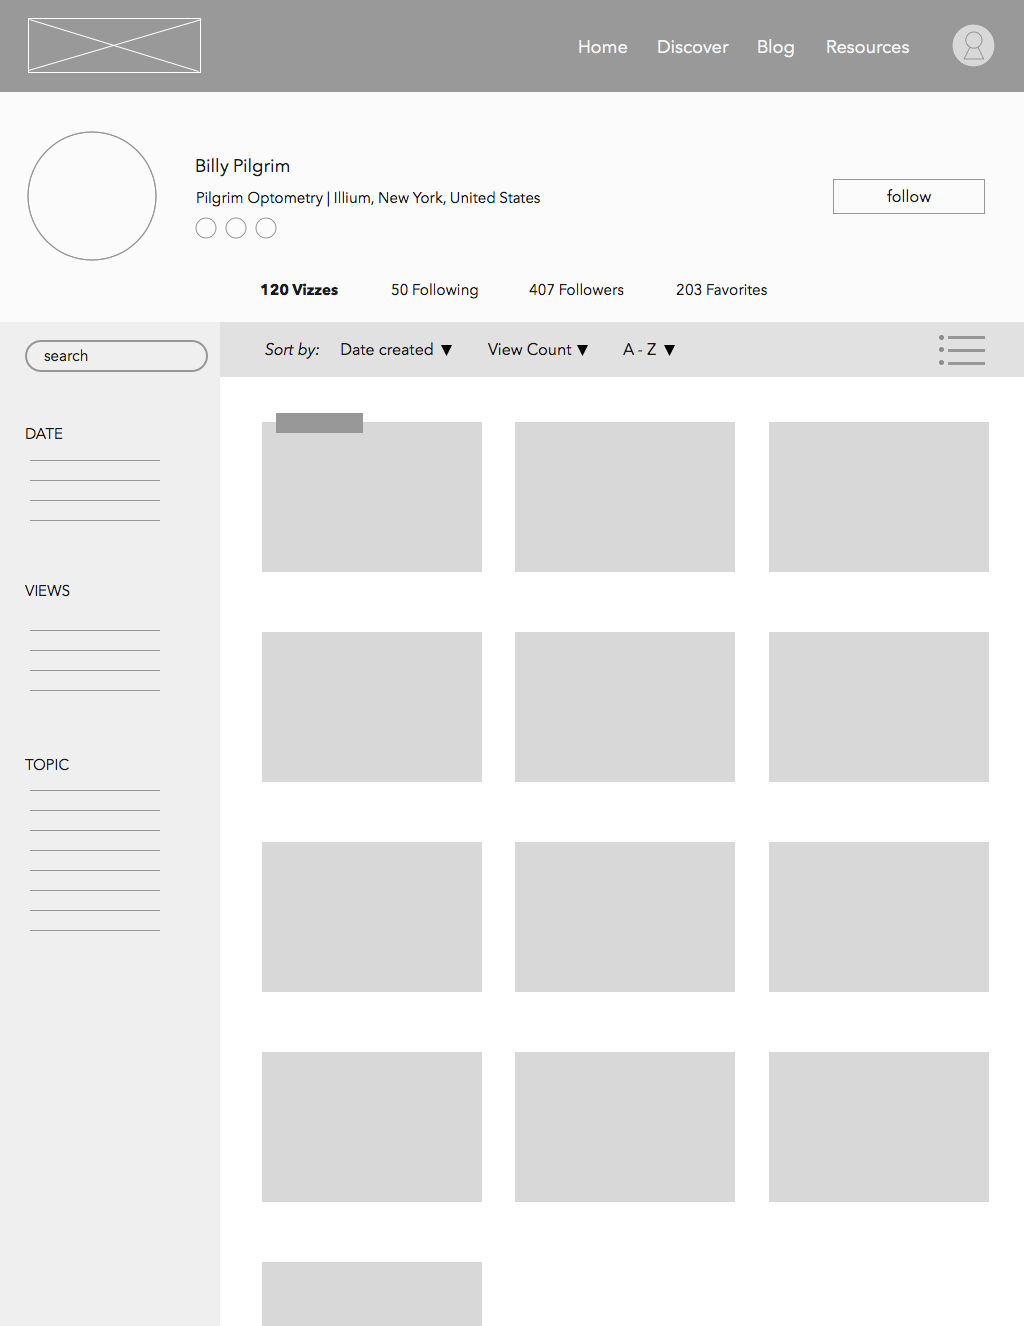 Home Discover Blog Resources
Billy Pilgrim
Pilgrim Optometry | Illium, New York, United States
follow
120 Vizzes 50 Following 407 Followers 203 Favorites
search
Sort by: Date created ▼ View Count ▼ A - Z ▼
DATE
VIEWS
TOPIC